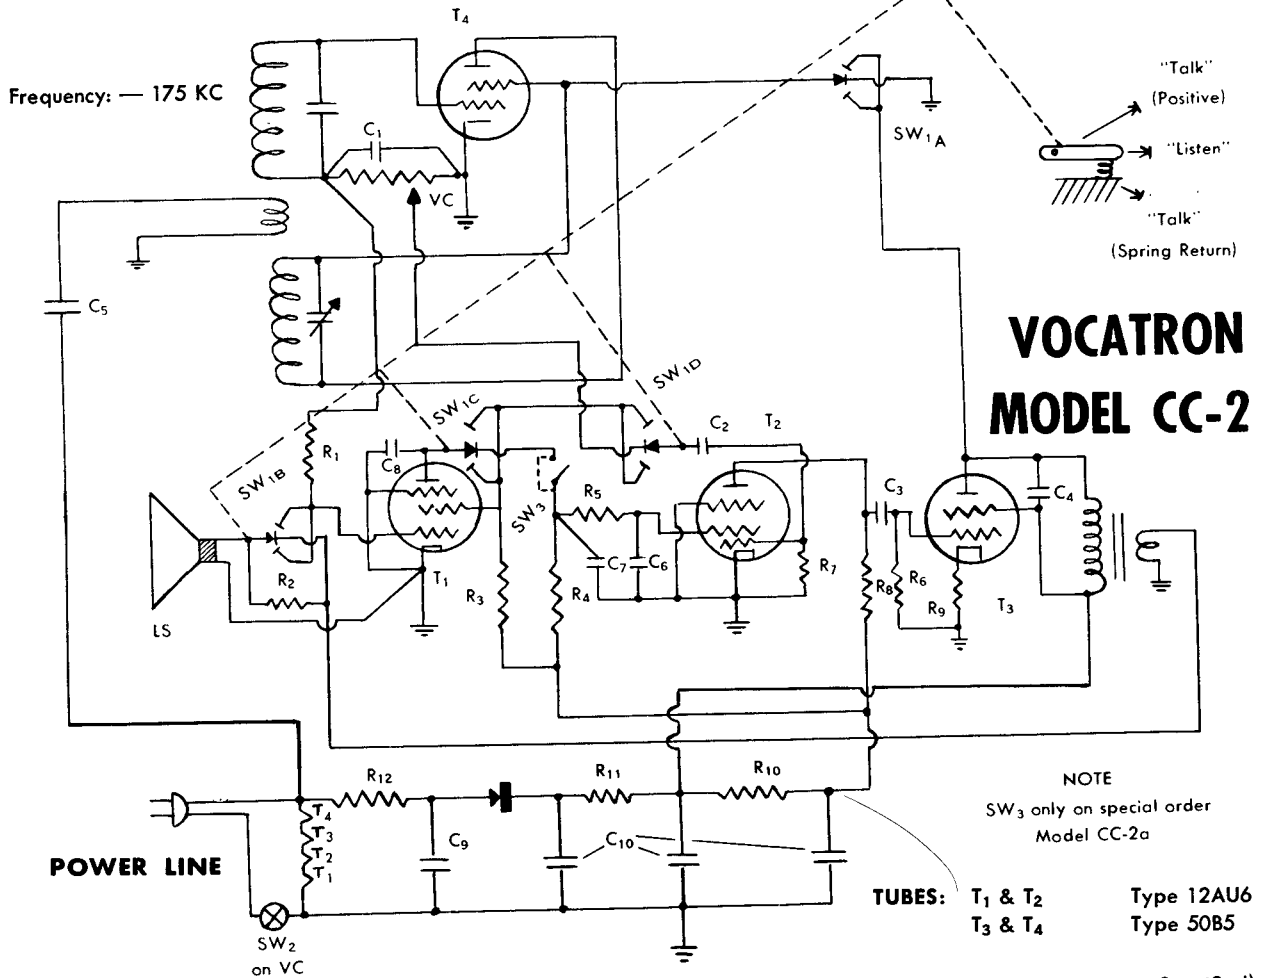 T4
Frequency: — 175 KC
C1
VC
SW1A
"Talk"
(Positive)
"Listen"
"Talk"
(Spring Return)
C5
VOCATRON
MODEL CC-2
SW1D
SW1C
C2
T2
R1
C8
SW1B
R5
SW3
C3
C4
R2
T1
R3
R4
C7
C6
R7
R8
R6
R9
T3
LS
R12
R11
R10
NOTE
SW3 only on special order
Model CC-2a
T4
T3
T2
T1
C9
C10
POWER LINE
TUBES: T1 & T2 Type 12AU6
T3 & T4 Type 50B5
SW2
on VC